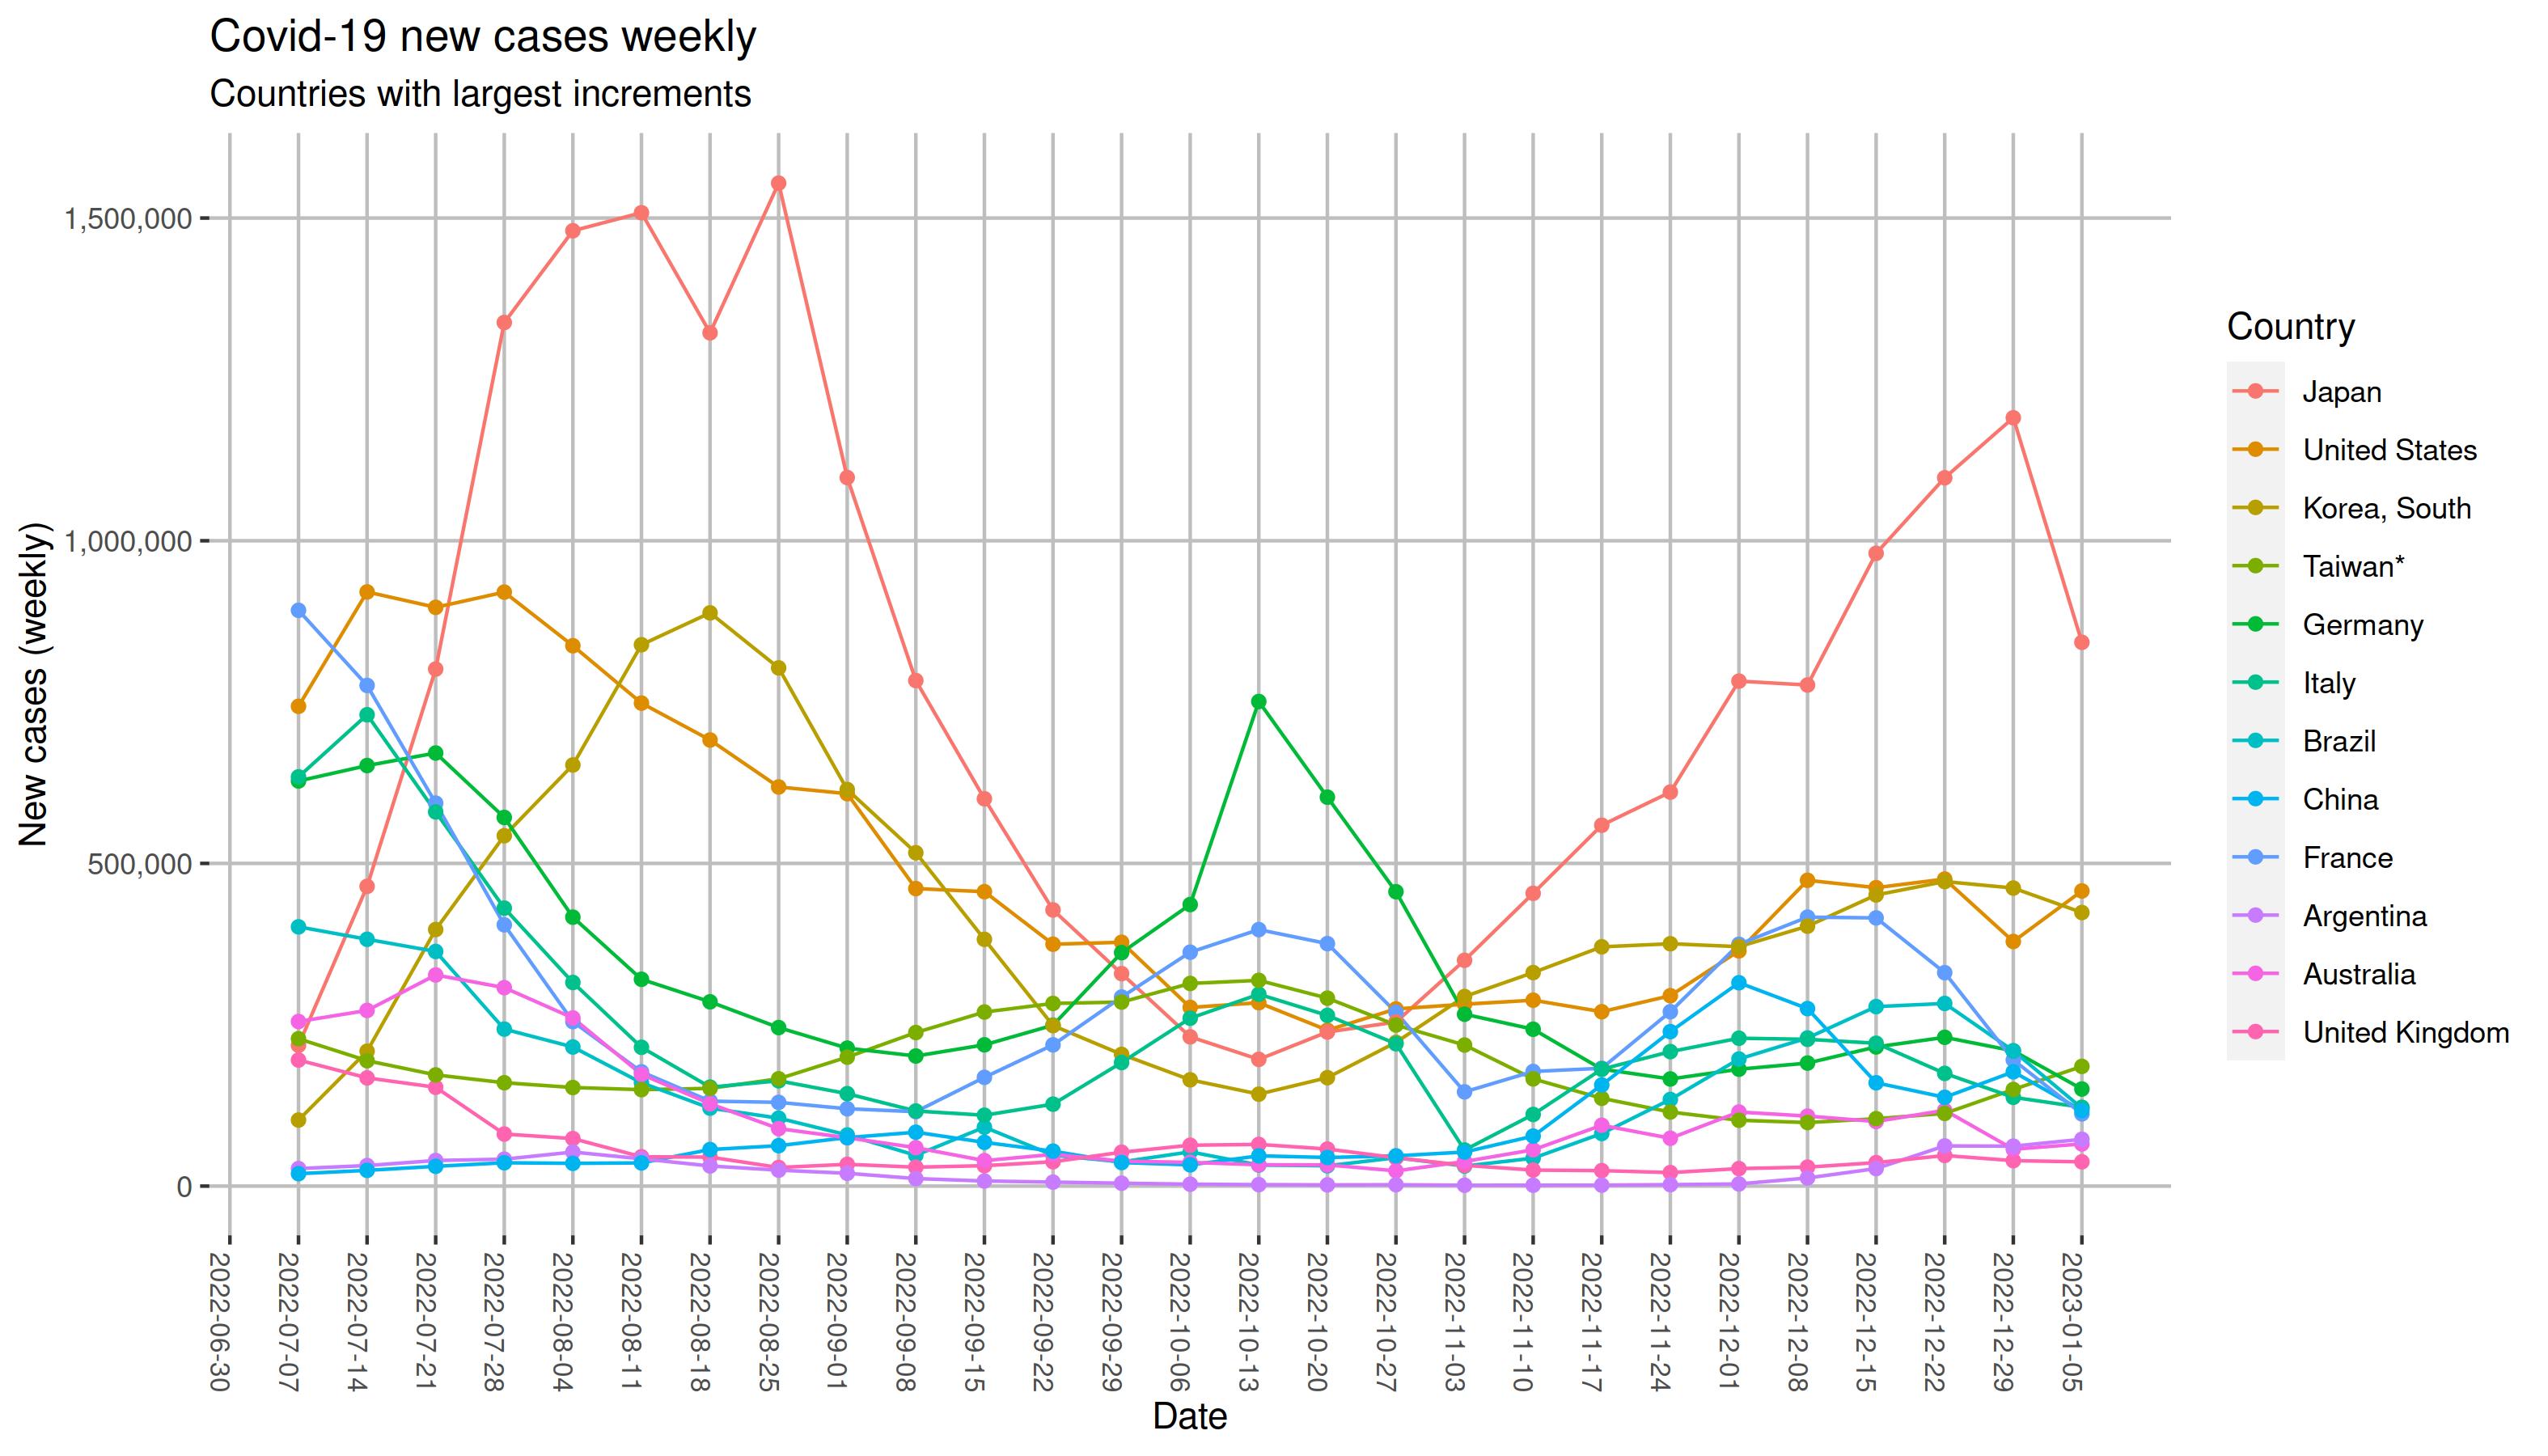 Covid-19 new cases weekly
Countries with largest increments
New cases (weekly)
1,500,000
1,000,000
500,000
0
2022-06-30
2022-07-07
2022-07-14
2022-07-21
2022-07-28
2022-08-04
2022-08-11
2022-08-18
2022-08-25
2022-09-01
2022-09-08
2022-09-15
2022-09-22
2022-09-29
2022-10-06
2022-10-13
2022-10-20
2022-10-27
2022-11-03
2022-11-10
2022-11-17
2022-11-24
2022-12-01
2022-12-08
2022-12-15
2022-12-22
2022-12-29
2023-01-05
Date
Country
Japan
United States
Korea, South
Taiwan*
Germany
Italy
Brazil
China
France
Argentina
Australia
United Kingdom